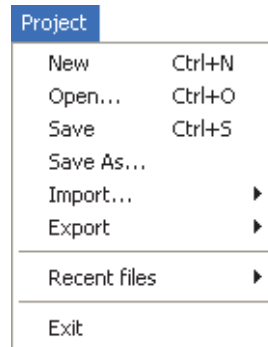 Project
New Ctrl+N
Open... Ctrl+O
Save Ctrl+S
Save As...
Import...
Export
Recent files
Exit